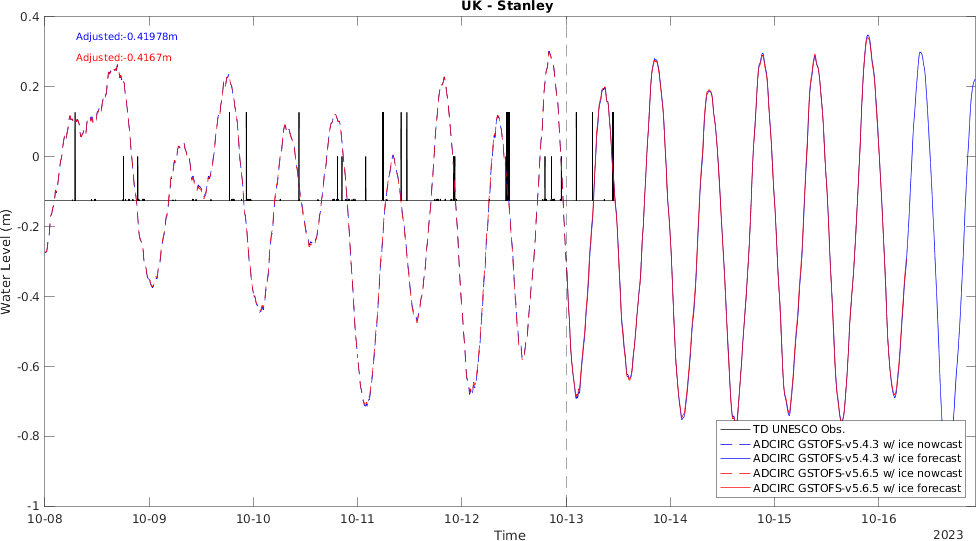 UK - Stanley
0.4
Adjusted:-0.41978m
Adjusted:-0.4167m
0.2
0
-0.2
-0.4
-0.6
-0.8
-1
Water Level (m)
TD UNESCO Obs.
ADCIRC GSTOFS-v5.4.3 w/ ice nowcast
ADCIRC GSTOFS-v5.4.3 w/ ice forecast
ADCIRC GSTOFS-v5.6.5 w/ ice nowcast
ADCIRC GSTOFS-v5.6.5 w/ ice forecast
10-08 10-09 10-10 10-11 10-12 10-13 10-14 10-15 10-16
Time
2023